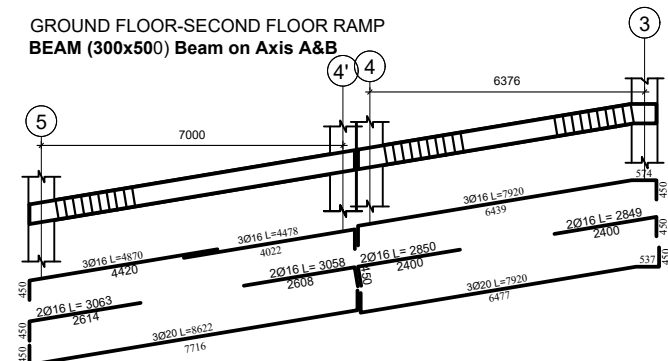 GROUND FLOOR-SECOND FLOOR RAMP
BEAM (300x500) Beam on Axis A&B
3
4' 4
6376
5
7000
574
3Ø16 L=7920
6439
450
3Ø16 L=4478
4022
2Ø16 L= 2849
2400
450
3Ø16 L=4870
4420
2Ø16 L= 2850
2400
2Ø16 L= 3058
2608
450
537
450
450
3Ø20 L=7920
6477
2Ø16 L= 3063
2614
450
3Ø20 L=8622
7716
450